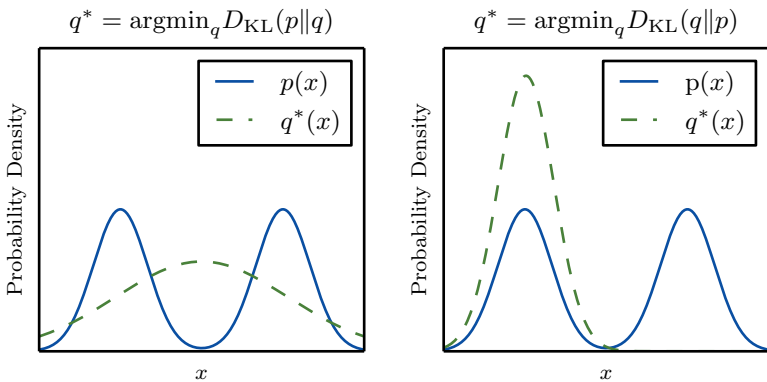 q* = argmin_q D_KL(p‖q)
Probability Density
p(x)
q*(x)
x
q* = argmin_q D_KL(q‖p)
Probability Density
p(x)
q*(x)
x